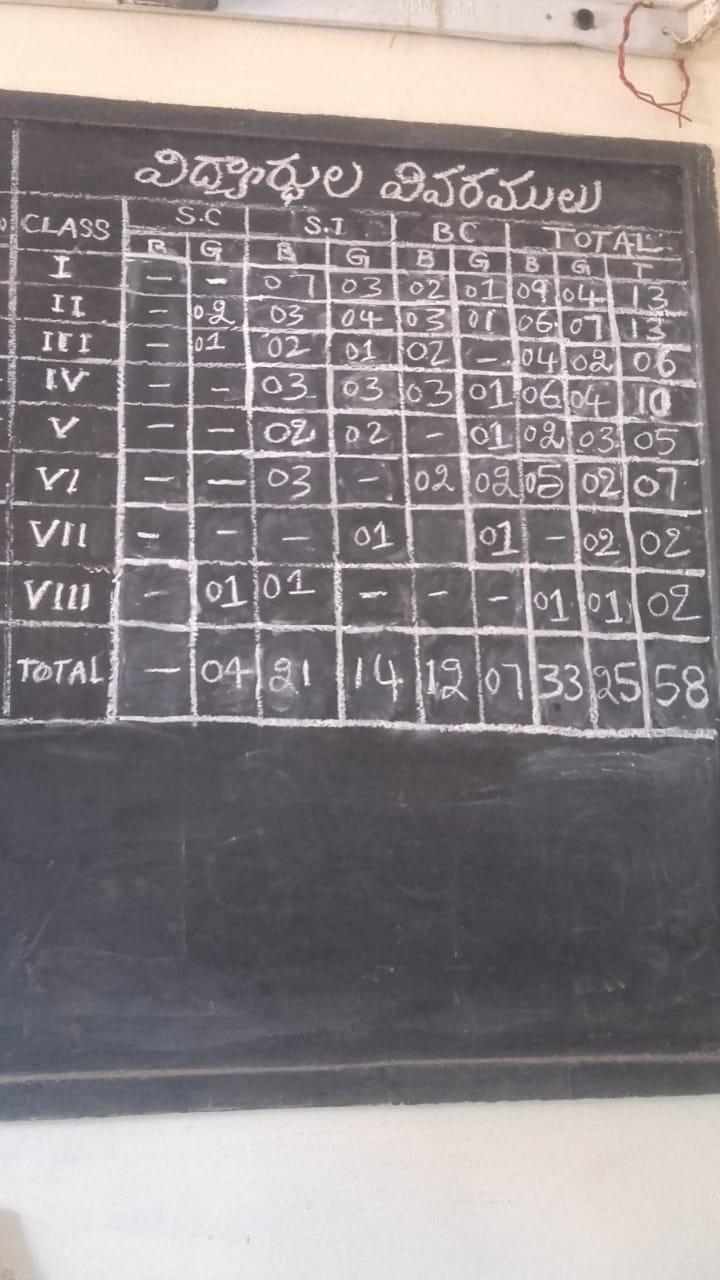 విద్యార్థుల వివరములు
CLASS S.C S.T BC TOTAL
B G B G B G B G T
I - - 07 03 02 01 09 04 13
II - 02 03 04 03 01 06 07 13
III - 01 02 01 02 - 04 02 06
IV - - 03 03 03 01 06 04 10
V - - 02 02 - 01 02 03 05
VI - - 03 - 02 02 05 02 07
VII - - - 01 01 - 02 02
VIII - 01 01 - - - 01 01 02
TOTAL - 04 21 14 12 07 33 25 58